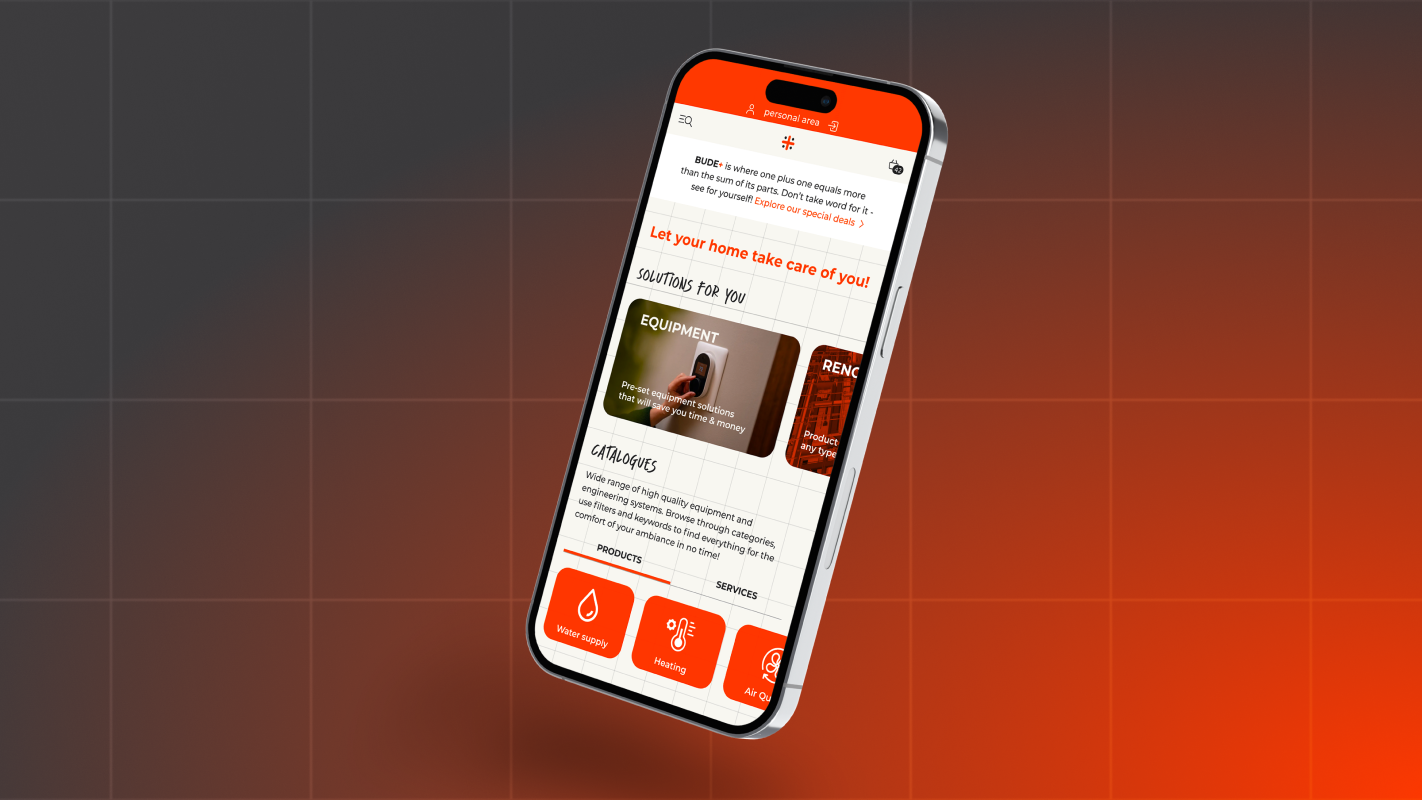 personal area
BUDE+ is where one plus one equals more
than the sum of its parts. Don't take word for it -
see for yourself! Explore our special deals >
Let your home take care of you!
SOLUTIONS FOR YOU
EQUIPMENT
Pre-set equipment solutions
that will save you time & money
RENO
Product
any type
CATALOGUES
Wide range of high quality equipment and
engineering systems. Browse through categories,
use filters and keywords to find everything for the
comfort of your ambiance in no time!
PRODUCTS
SERVICES
Water supply
Heating
Air Qu